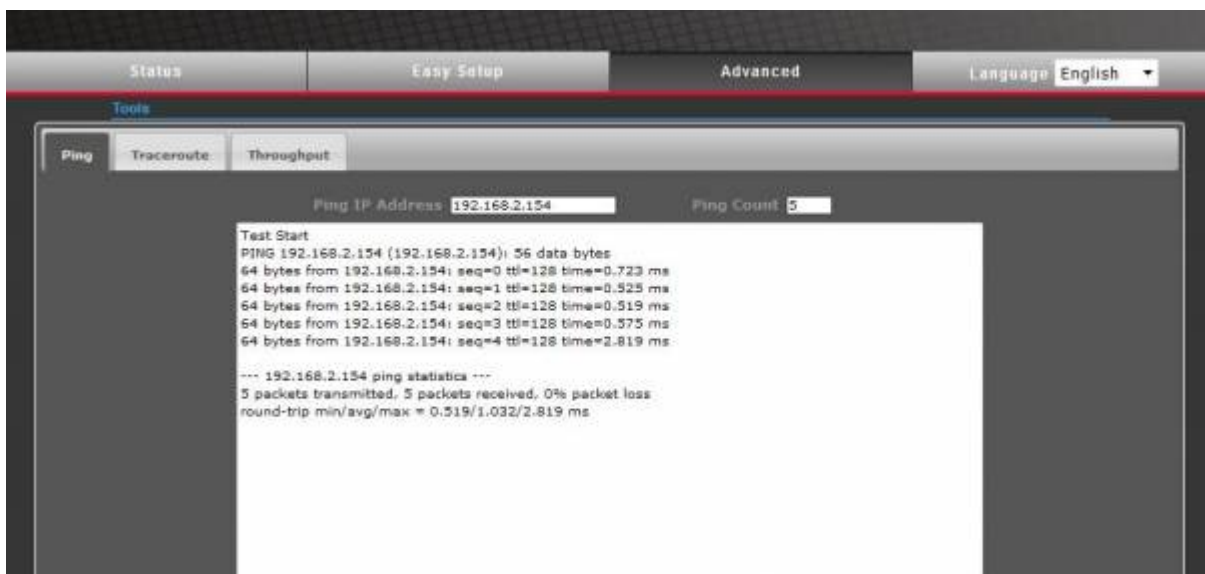 Status Easy Setup Advanced Language English
Tools
Ping Traceroute Throughput
Ping IP Address 192.168.2.154 Ping Count 5
Test Start
PING 192.168.2.154 (192.168.2.154): 56 data bytes
64 bytes from 192.168.2.154: seq=0 ttl=128 time=0.723 ms
64 bytes from 192.168.2.154: seq=1 ttl=128 time=0.525 ms
64 bytes from 192.168.2.154: seq=2 ttl=128 time=0.519 ms
64 bytes from 192.168.2.154: seq=3 ttl=128 time=0.575 ms
64 bytes from 192.168.2.154: seq=4 ttl=128 time=2.819 ms
--- 192.168.2.154 ping statistics ---
5 packets transmitted, 5 packets received, 0% packet loss
round-trip min/avg/max = 0.519/1.032/2.819 ms